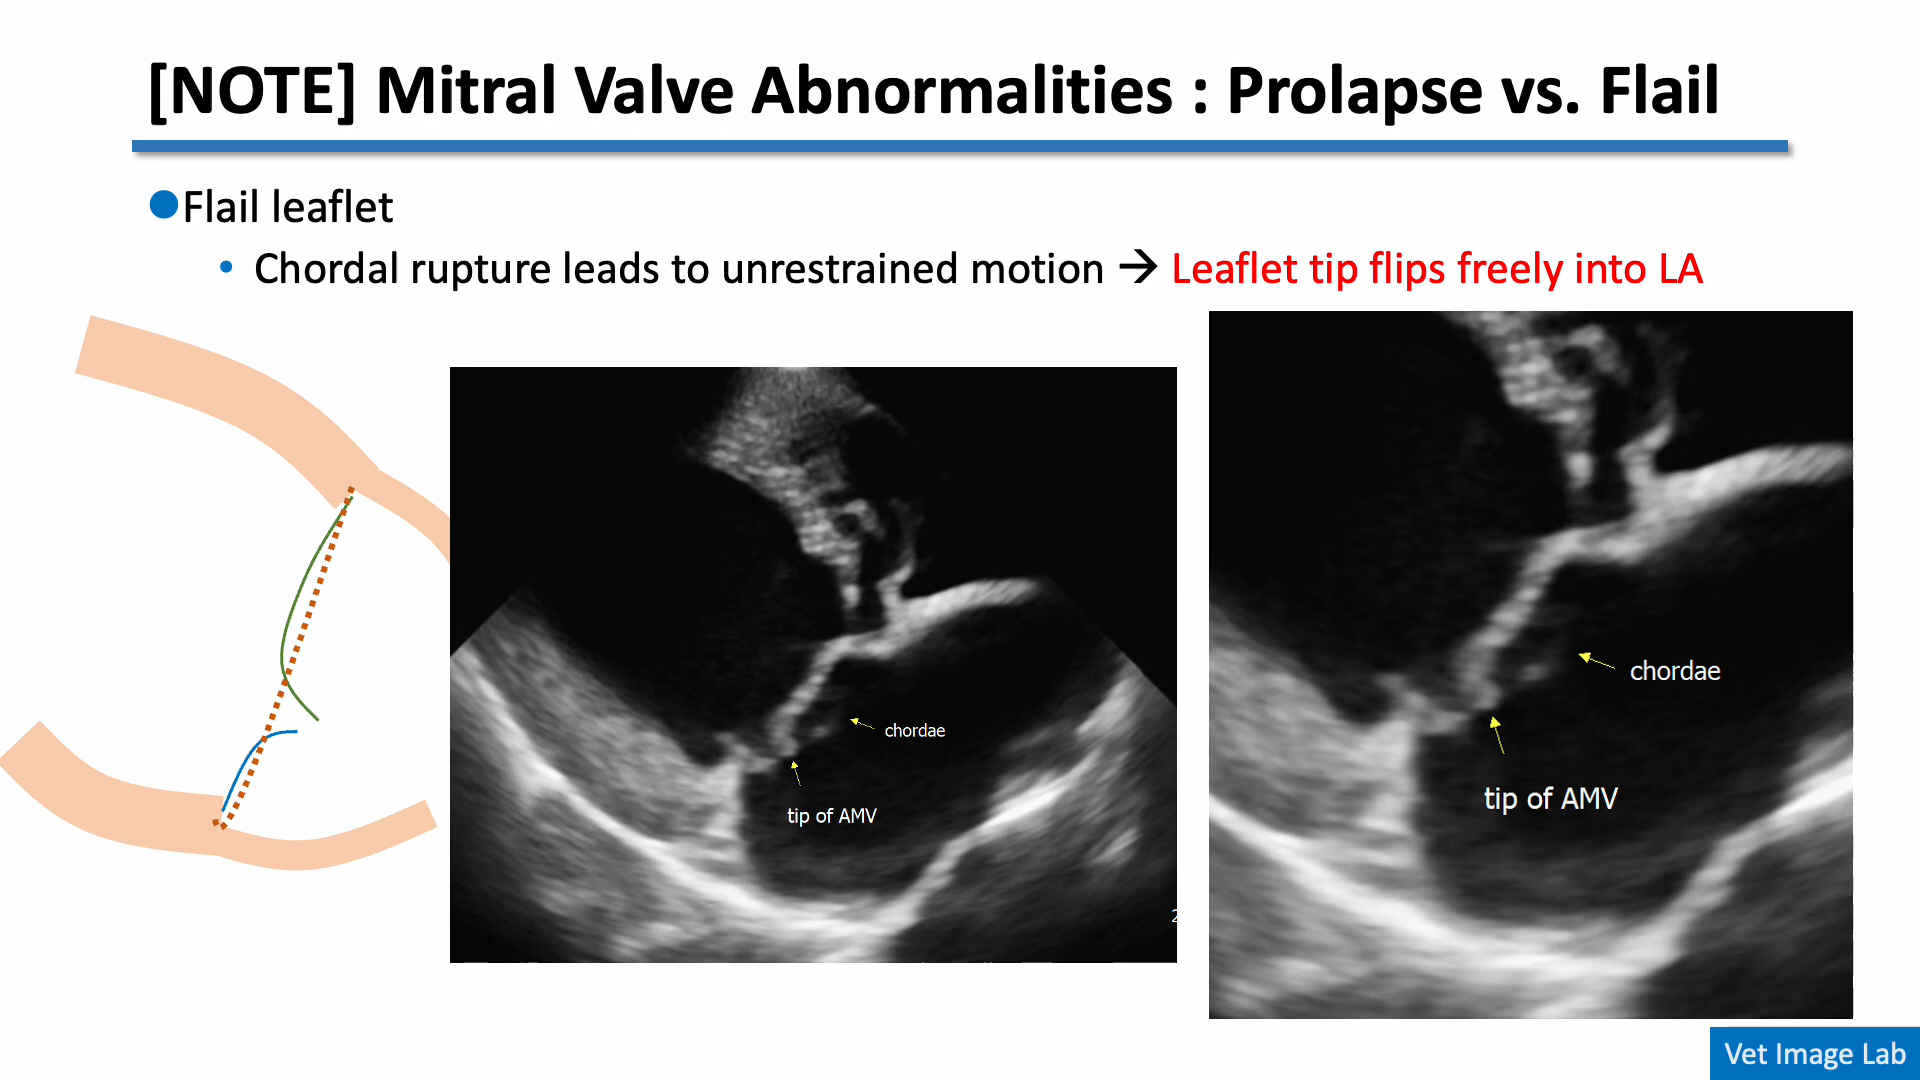 [NOTE] Mitral Valve Abnormalities : Prolapse vs. Flail
Flail leaflet
• Chordal rupture leads to unrestrained motion → Leaflet tip flips freely into LA
chordae
tip of AMV
2
chordae
tip of AMV
Vet Image Lab